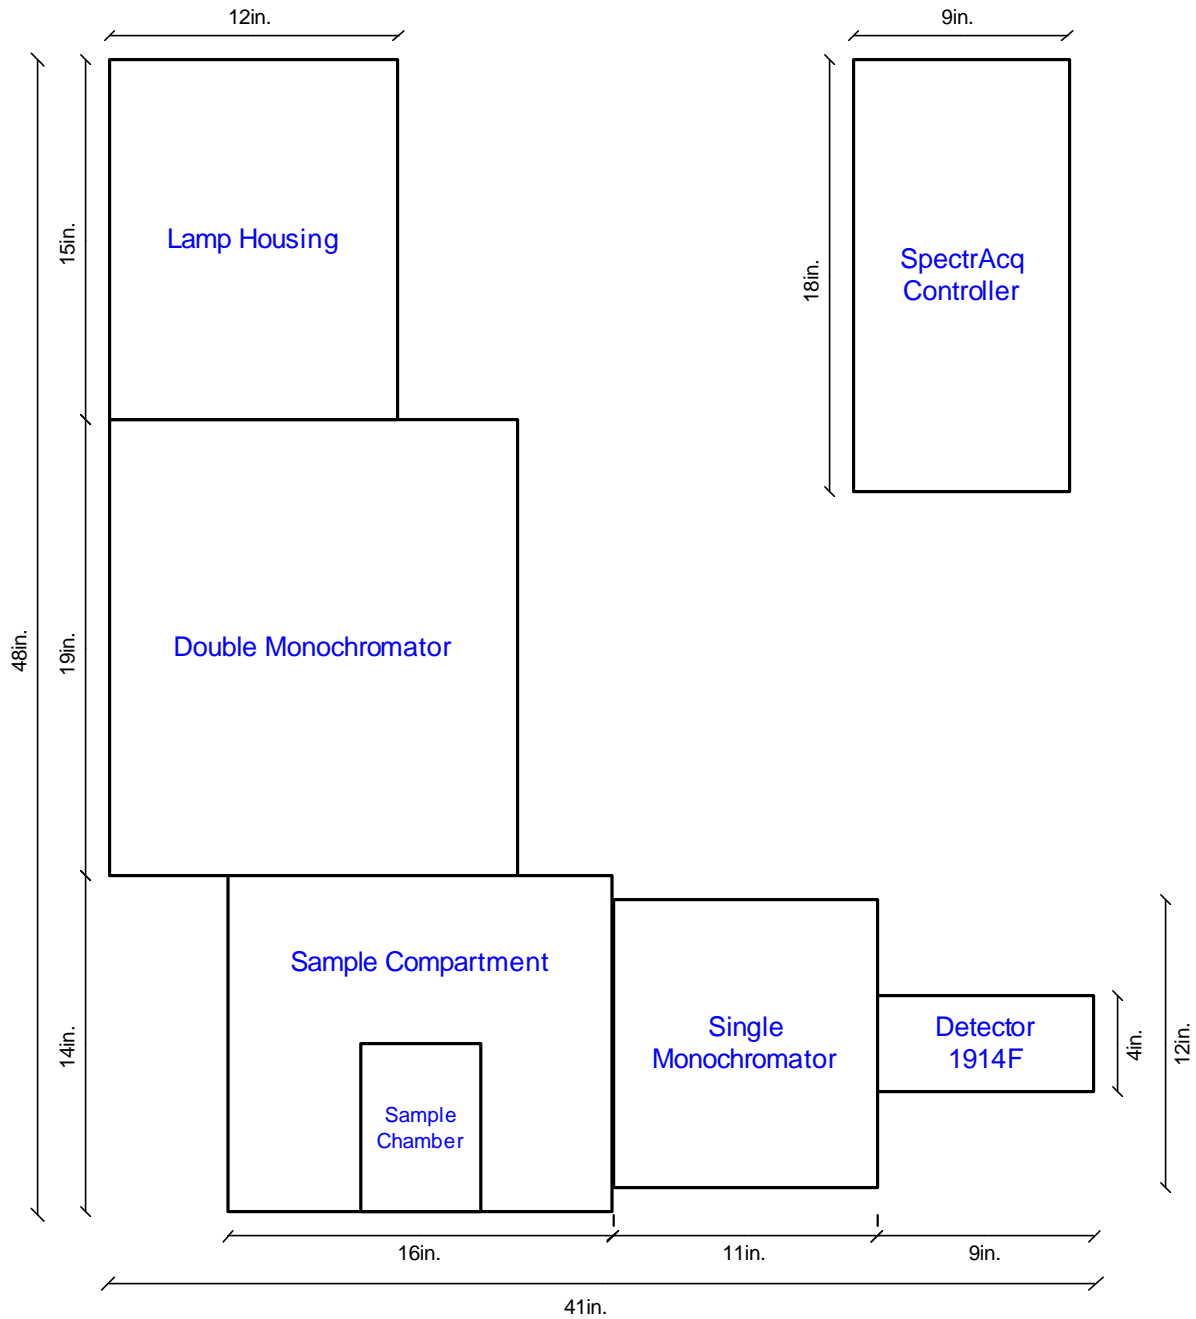 12in.
9in.
15in.
Lamp Housing
SpectrAcq
Controller
18in.
48in.
19in.
Double Monochromator
14in.
Sample Compartment
Sample
Chamber
Single
Monochromator
Detector
1914F
4in.
12in.
16in.
11in.
9in.
41in.